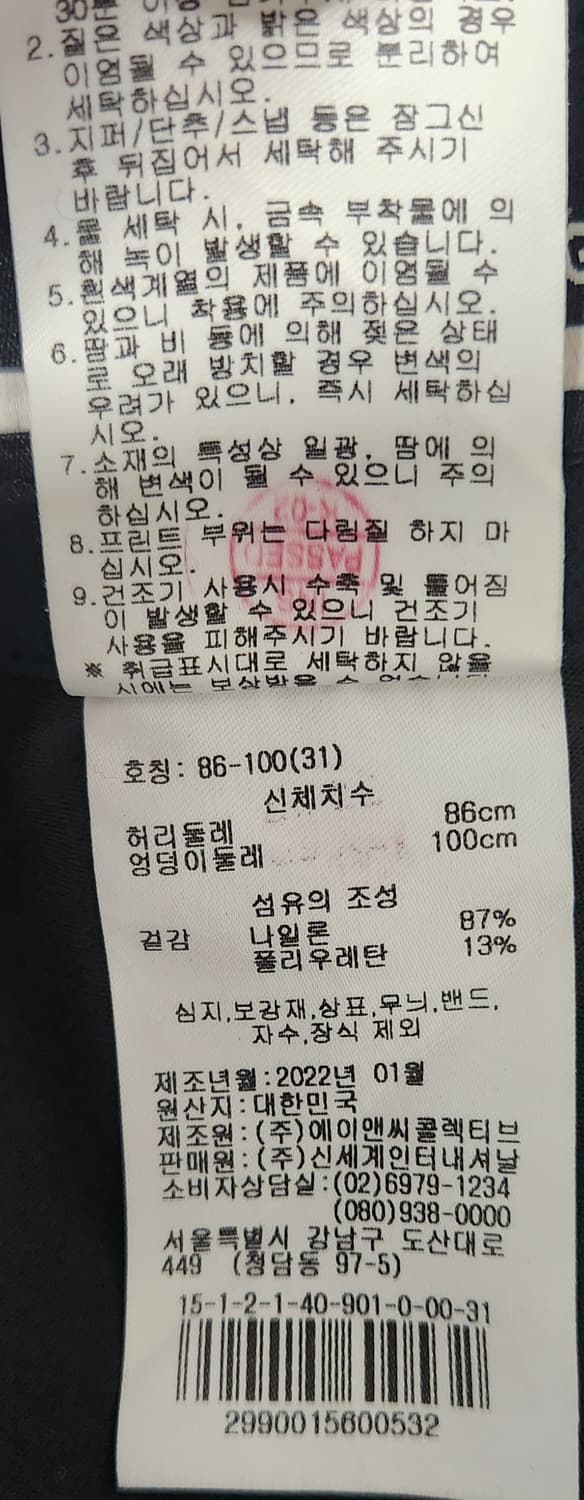 2.짙은 색상과 밝은 색상의 경우
이염될 수 있으므로 분리하여
세탁하십시오.
3.지퍼/단추/스냅 등은 잠그신
후 뒤집어서 세탁해 주시기
바랍니다.
4.물 세탁 시, 금속 부착물에 의
해 녹이 발생할 수 있습니다.
5.흰색계열의 제품에 이염될 수
있으니 착용에 주의하십시오.
6.땀과 비 등에 의해 젖은 상태
로 오래 방치할 경우 변색의
우려가 있으니, 즉시 세탁하십
시오.
7.소재의 특성상 일광, 땀에 의
해 변색이 될 수 있으니 주의
하십시오.
8.프린트 부위는 다림질 하지 마
십시오.
9.건조기 사용시 수축 및 틀어짐
이 발생할 수 있으니 건조기
사용을 피해주시기 바랍니다.
※ 취급표시대로 세탁하지 않을
시에는 보상받을 수 없습니다
PASSED
호칭: 86-100(31)
신체치수
허리둘레 86cm
엉덩이둘레 100cm
섬유의 조성
겉감 나일론 87%
폴리우레탄 13%
심지,보강재,상표,무늬,밴드,
자수,장식 제외
제조년월:2022년 01월
원산지:대한민국
제조원:(주)에이앤씨콜렉티브
판매원:(주)신세계인터내셔날
소비자상담실:(02)6979-1234
(080)938-0000
서울특별시 강남구 도산대로
449 (청담동 97-5)
15-1-2-1-40-901-0-00-31
2990015600532